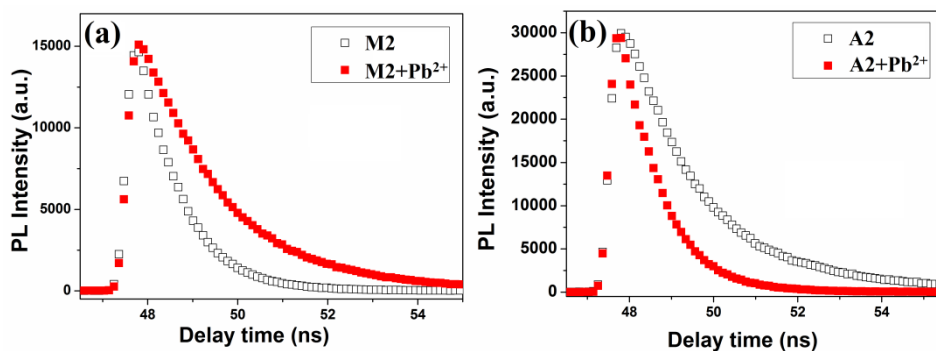 (a)
M2
M2+Pb²⁺
PL Intensity (a.u.)
15000
10000
5000
0
48 50 52 54
Delay time (ns)
(b)
A2
A2+Pb²⁺
PL Intensity (a.u.)
30000
25000
20000
15000
10000
5000
0
48 50 52 54
Delay time (ns)